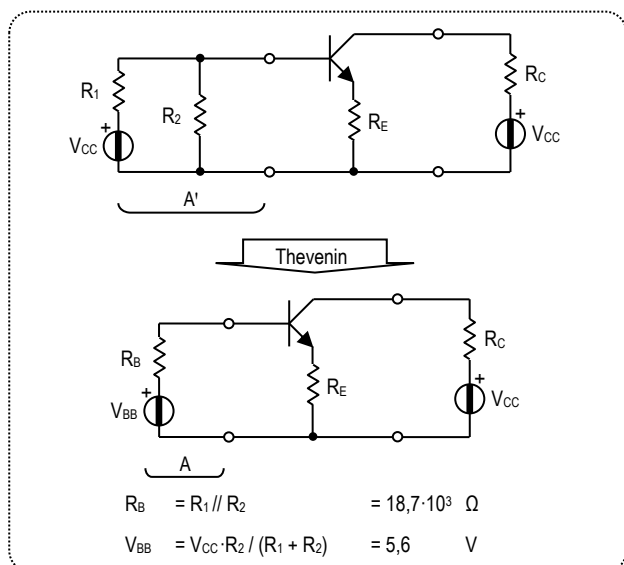 R1
+
VCC
R2
RE
RC
+
VCC
A'
Thevenin
RB
+
VBB
RE
RC
+
VCC
A
RB = R1 // R2 = 18,7·10³ Ω
VBB = VCC·R2 / (R1 + R2) = 5,6 V